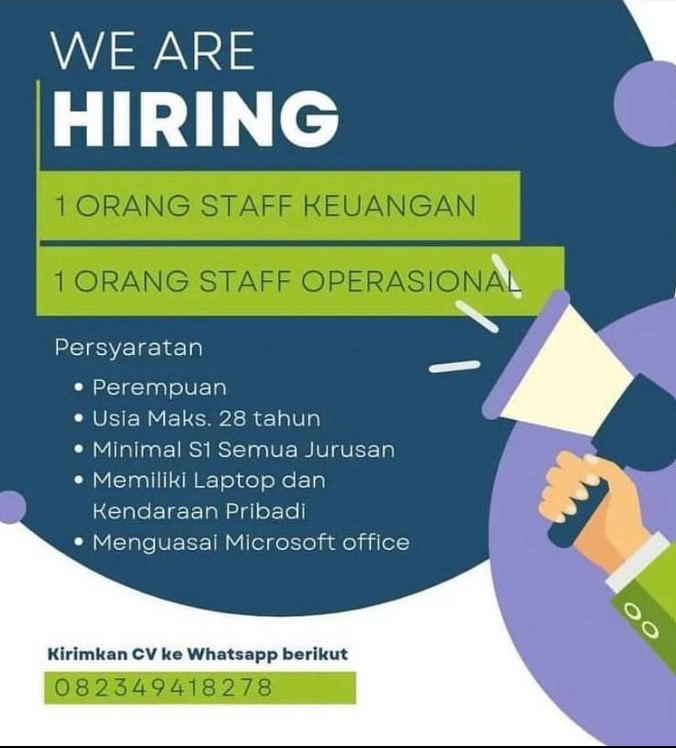 WE ARE
HIRING
1 ORANG STAFF KEUANGAN
1 ORANG STAFF OPERASIONAL
Persyaratan
• Perempuan
• Usia Maks. 28 tahun
• Minimal S1 Semua Jurusan
• Memiliki Laptop dan
Kendaraan Pribadi
• Menguasai Microsoft office
Kirimkan CV ke Whatsapp berikut
082349418278